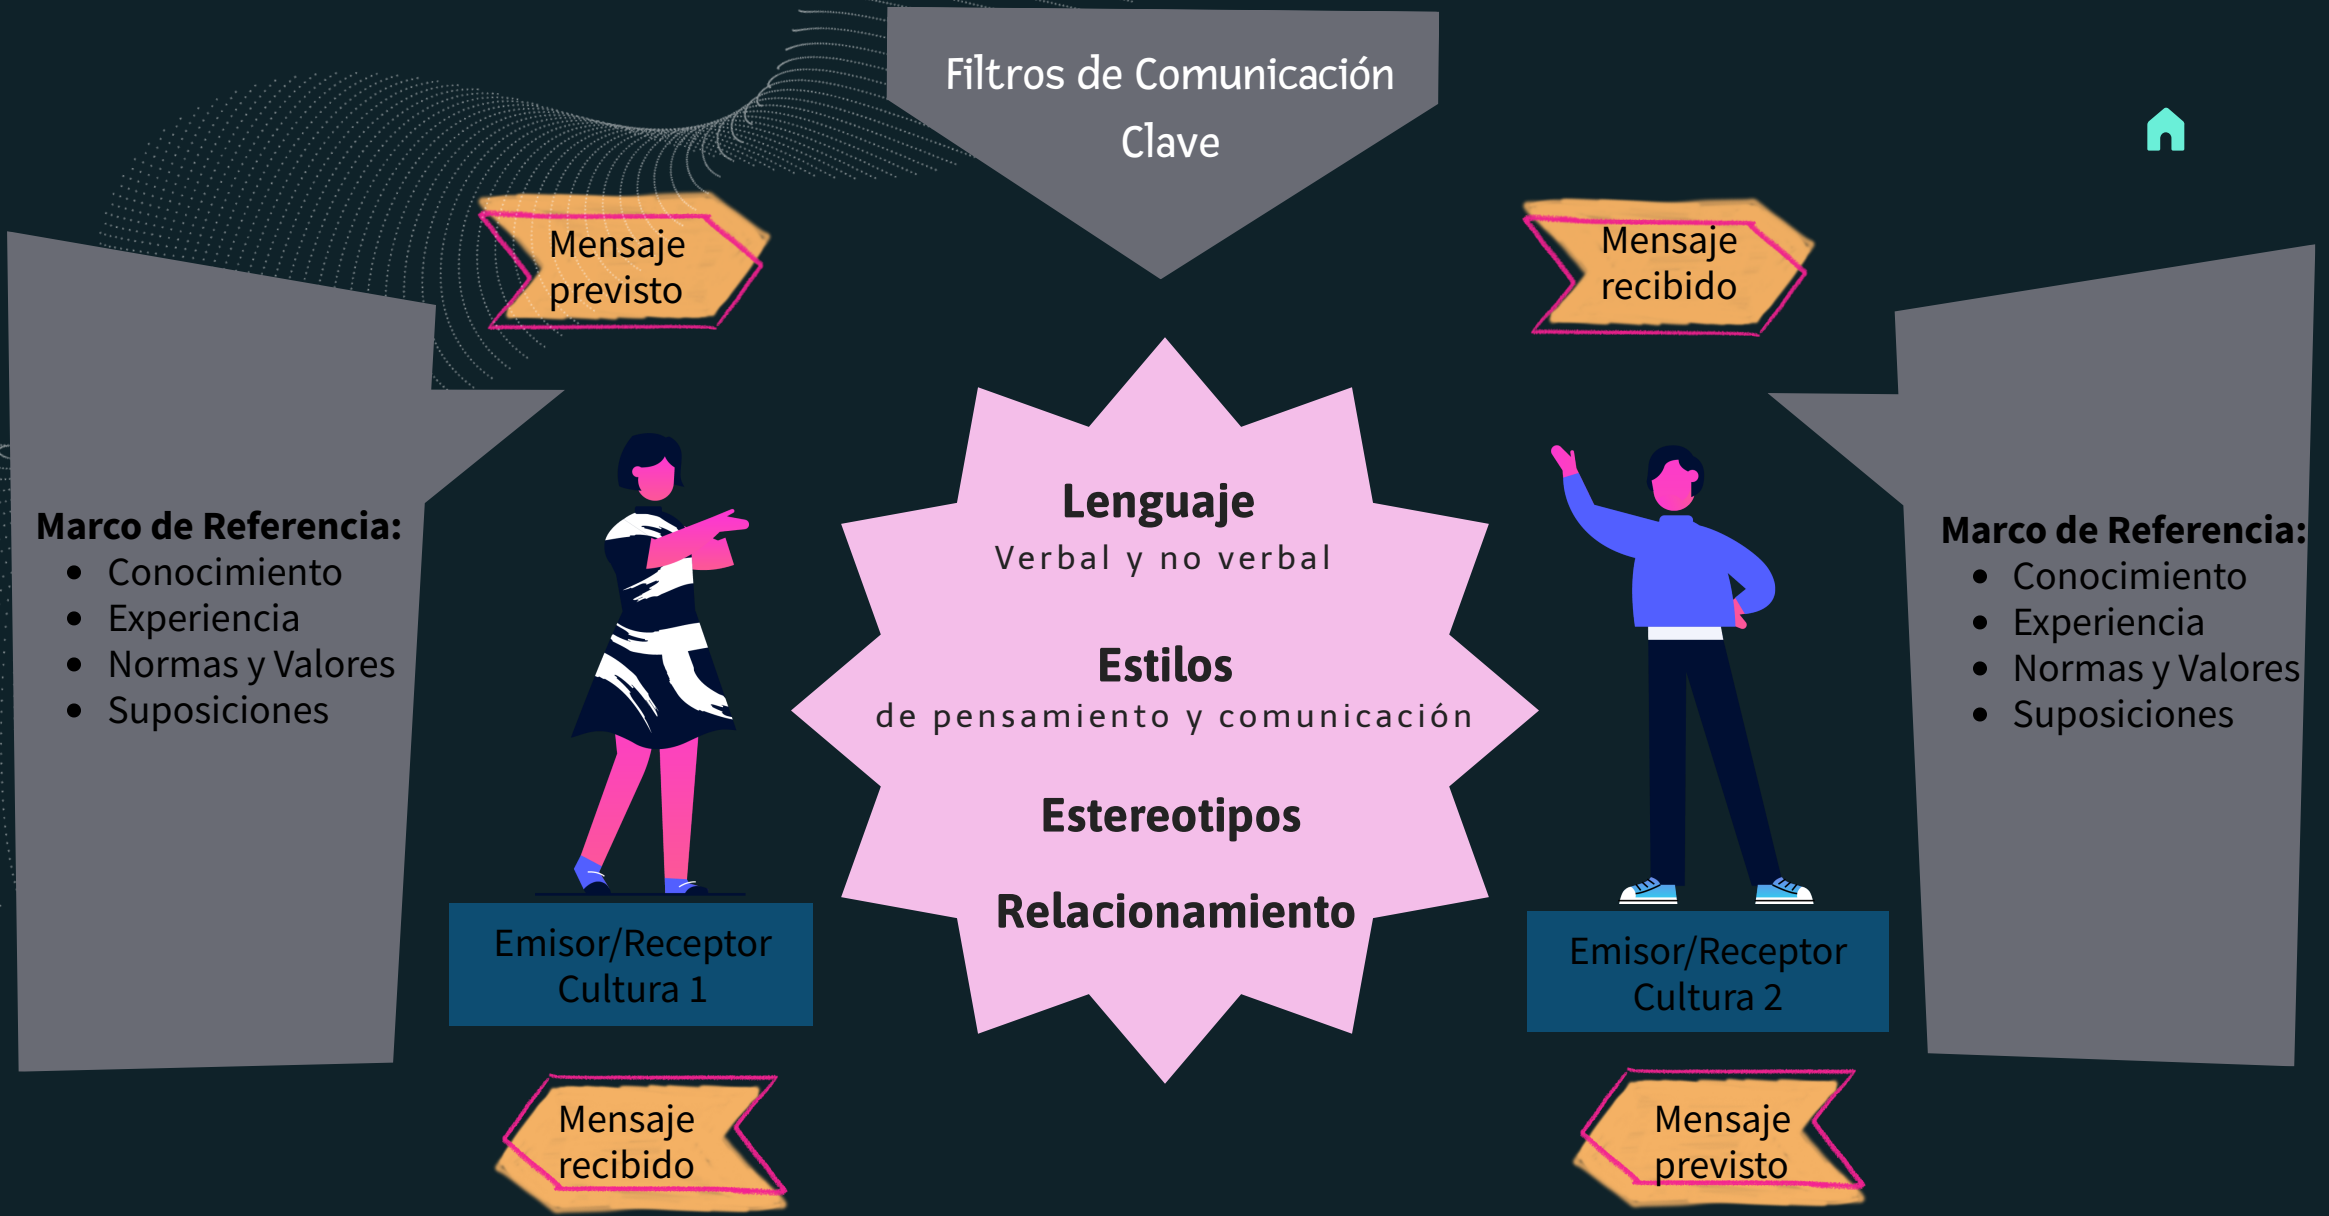 Filtros de Comunicación
Clave
Mensaje
previsto
Mensaje
recibido
Marco de Referencia:
• Conocimiento
• Experiencia
• Normas y Valores
• Suposiciones
Lenguaje
Verbal y no verbal
Estilos
de pensamiento y comunicación
Estereotipos
Relacionamiento
Marco de Referencia:
• Conocimiento
• Experiencia
• Normas y Valores
• Suposiciones
Emisor/Receptor
Cultura 1
Emisor/Receptor
Cultura 2
Mensaje
recibido
Mensaje
previsto